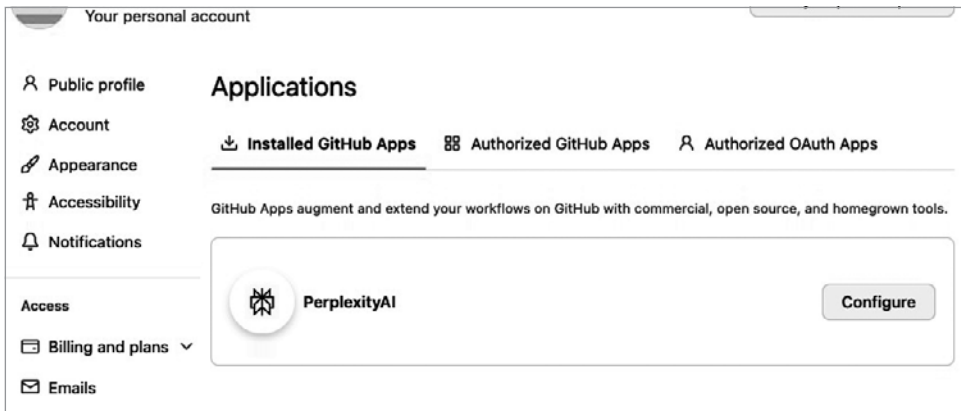 Your personal account
Public profile
Account
Appearance
Accessibility
Notifications
Access
Billing and plans
Emails
Applications
Installed GitHub Apps
Authorized GitHub Apps
Authorized OAuth Apps
GitHub Apps augment and extend your workflows on GitHub with commercial, open source, and homegrown tools.
PerplexityAI
Configure